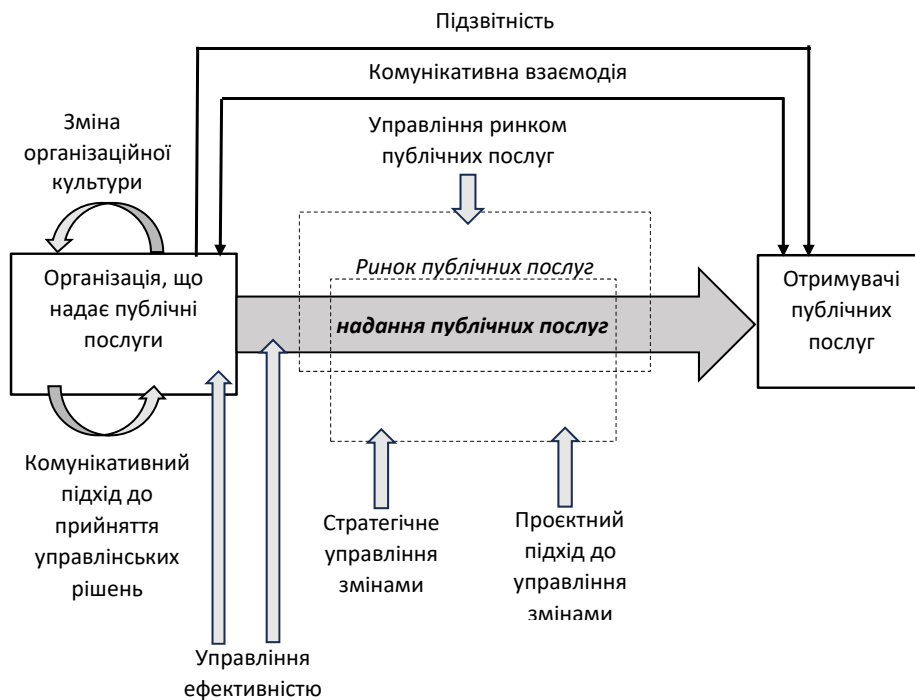 Підзвітність
Комунікативна взаємодія
Зміна
організаційної
культури
Управління ринком
публічних послуг
Організація, що
надає публічні
послуги
Ринок публічних послуг
надання публічних послуг
Отримувачі
публічних
послуг
Комунікативний
підхід до
прийняття
управлінських
рішень
Стратегічне
управління
змінами
Проєктний
підхід до
управління
змінами
Управління
ефективністю